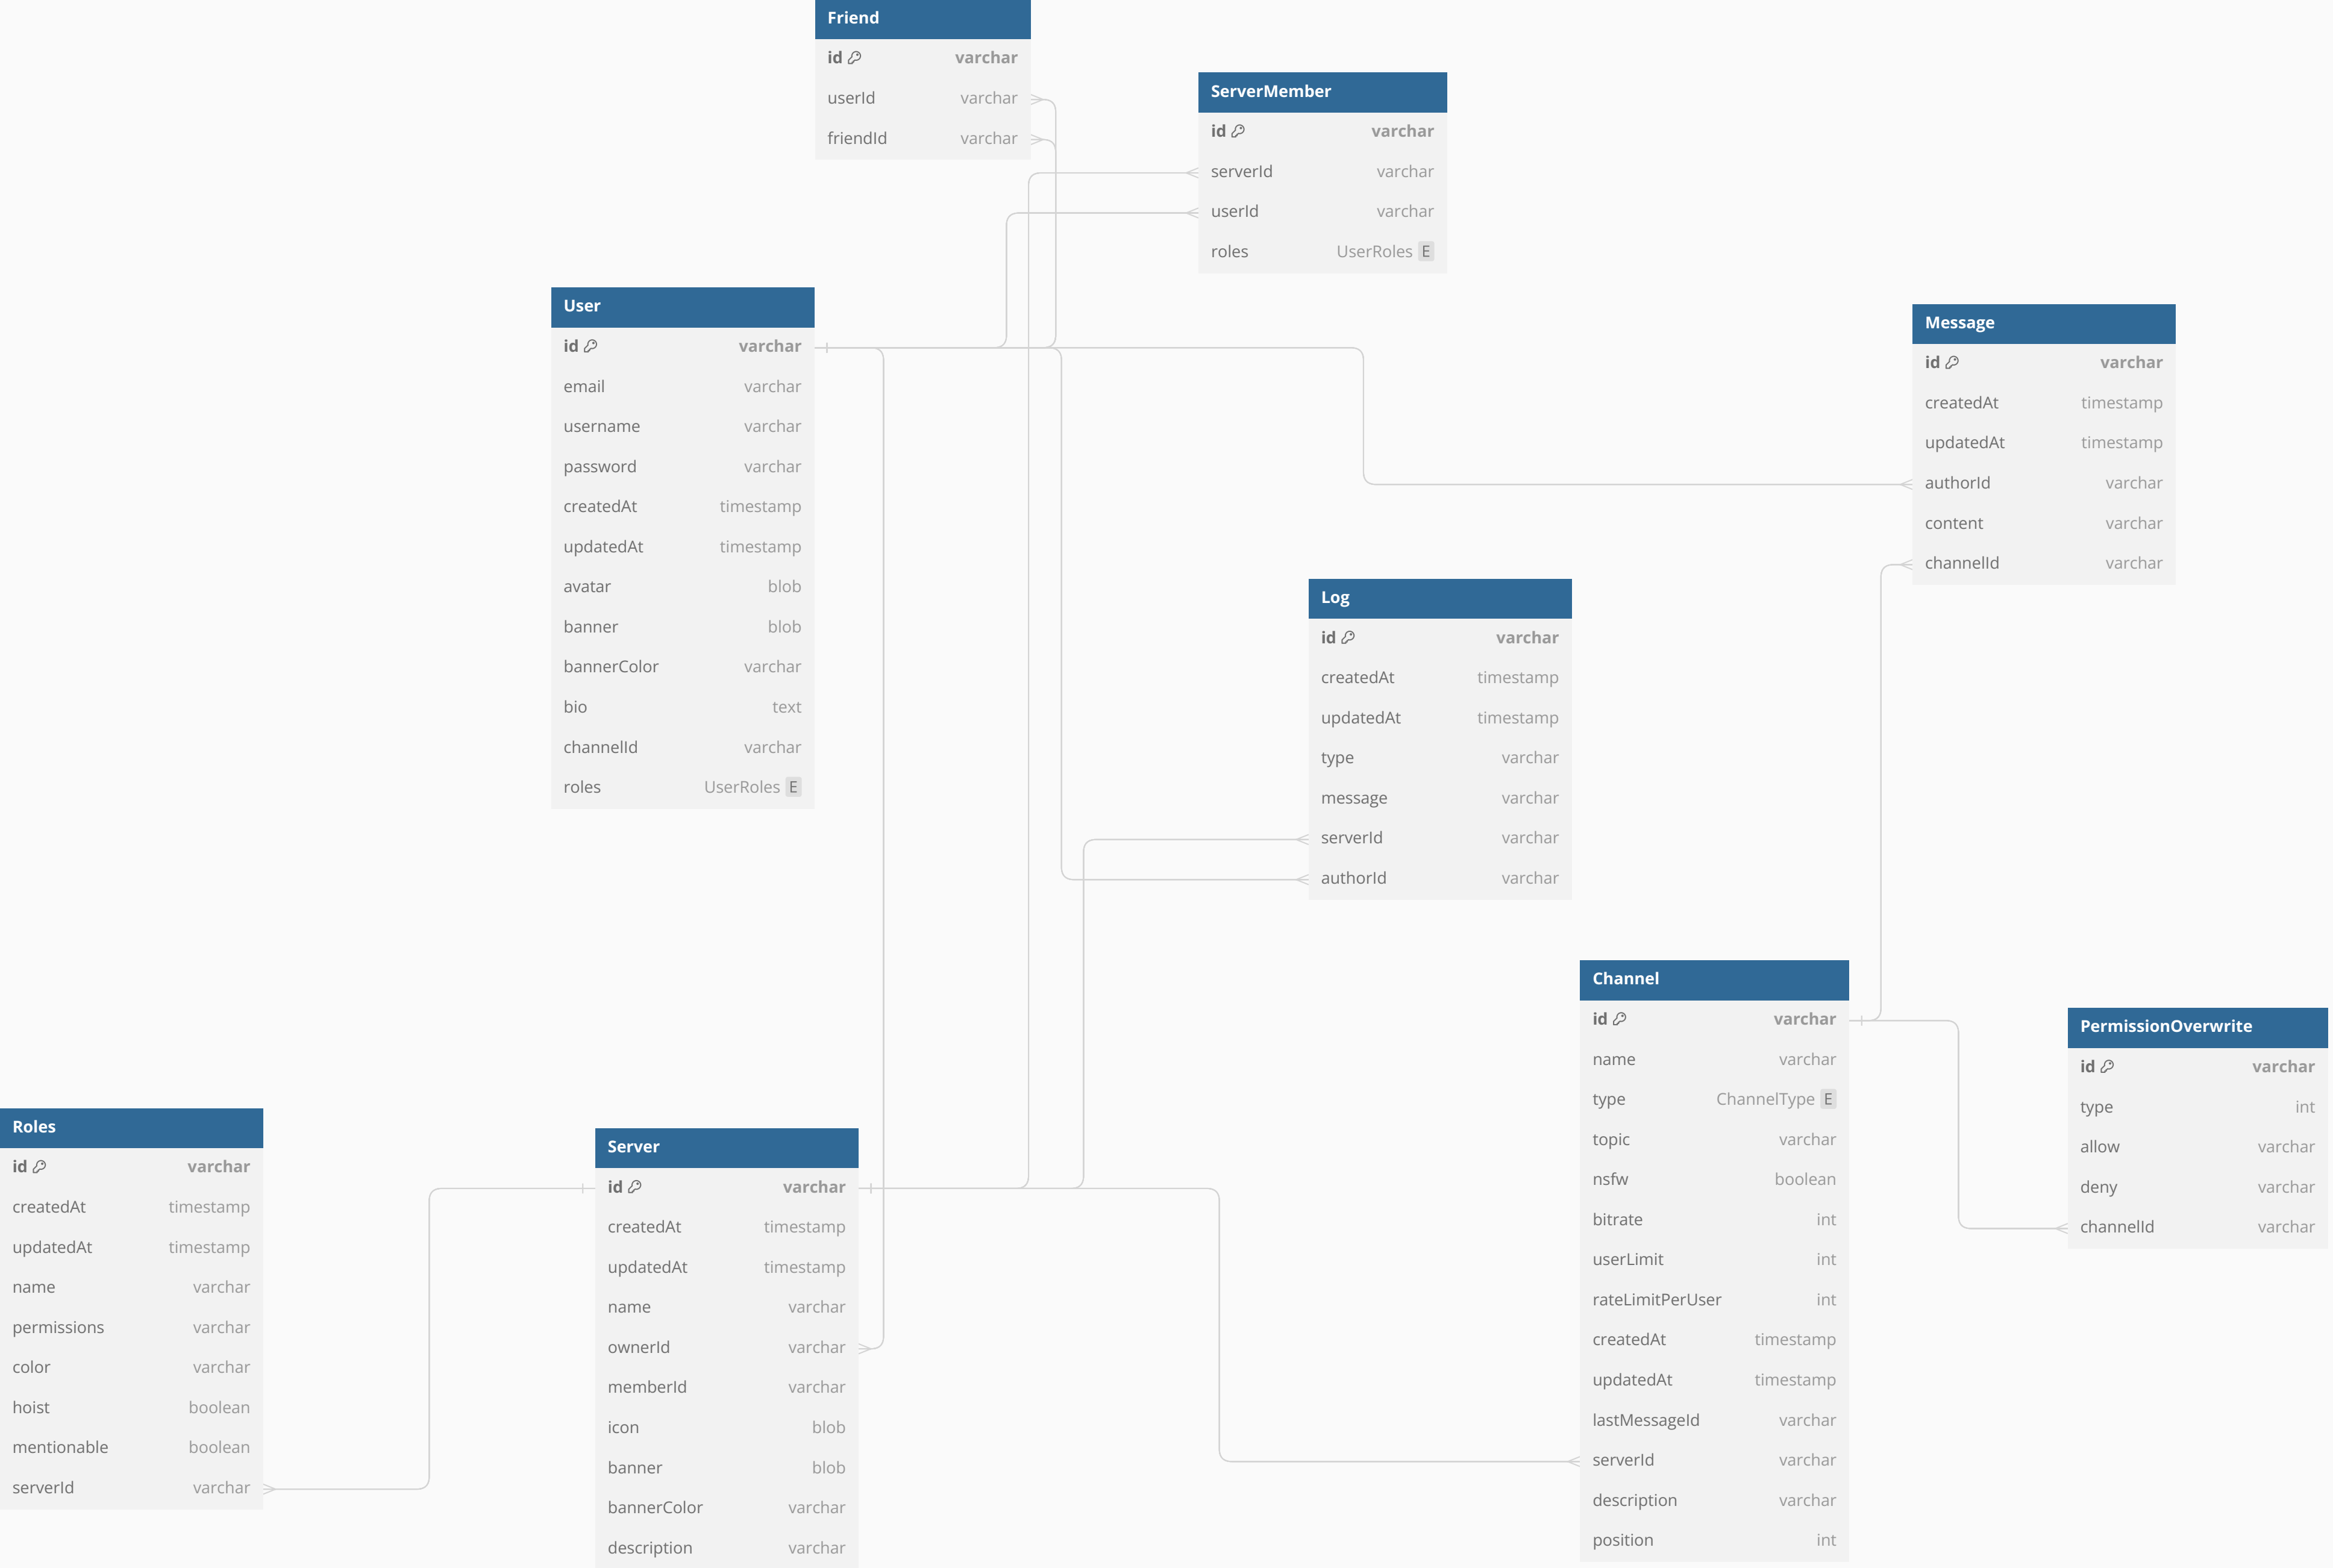 Friend
id varchar
userId varchar
friendId varchar
ServerMember
id varchar
serverId varchar
userId varchar
roles UserRoles E
User
id varchar
email varchar
username varchar
password varchar
createdAt timestamp
updatedAt timestamp
avatar blob
banner blob
bannerColor varchar
bio text
channelId varchar
roles UserRoles E
Message
id varchar
createdAt timestamp
updatedAt timestamp
authorId varchar
content varchar
channelId varchar
Log
id varchar
createdAt timestamp
updatedAt timestamp
type varchar
message varchar
serverId varchar
authorId varchar
Channel
id varchar
name varchar
type ChannelType E
topic varchar
nsfw boolean
bitrate int
userLimit int
rateLimitPerUser int
createdAt timestamp
updatedAt timestamp
lastMessageId varchar
serverId varchar
description varchar
position int
PermissionOverwrite
id varchar
type int
allow varchar
deny varchar
channelId varchar
Roles
id varchar
createdAt timestamp
updatedAt timestamp
name varchar
permissions varchar
color varchar
hoist boolean
mentionable boolean
serverId varchar
Server
id varchar
createdAt timestamp
updatedAt timestamp
name varchar
ownerId varchar
memberId varchar
icon blob
banner blob
bannerColor varchar
description varchar